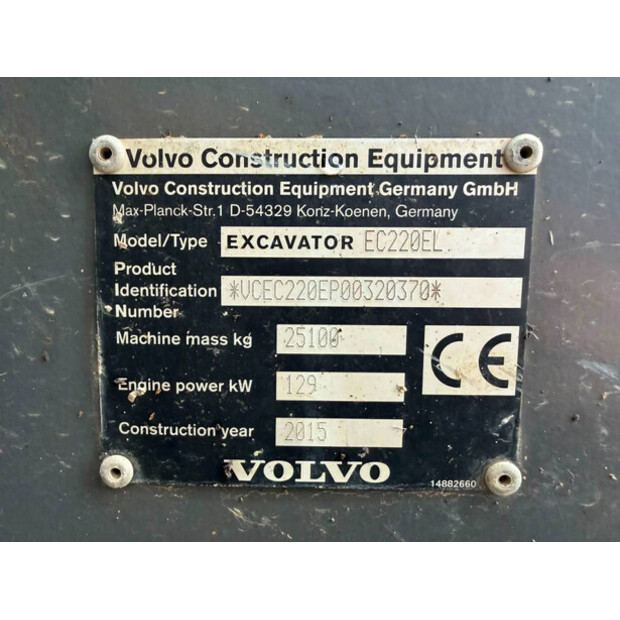 Volvo Construction Equipment
Volvo Construction Equipment Germany GmbH
Max-Planck-Str.1 D-54329 Konz-Koenen, Germany
Model/Type EXCAVATOR EC220EL
Product
Identification *VCEC220EP00320370*
Number
Machine mass kg 25100
Engine power kW 129
Construction year 2015
CE
VOLVO
14882660